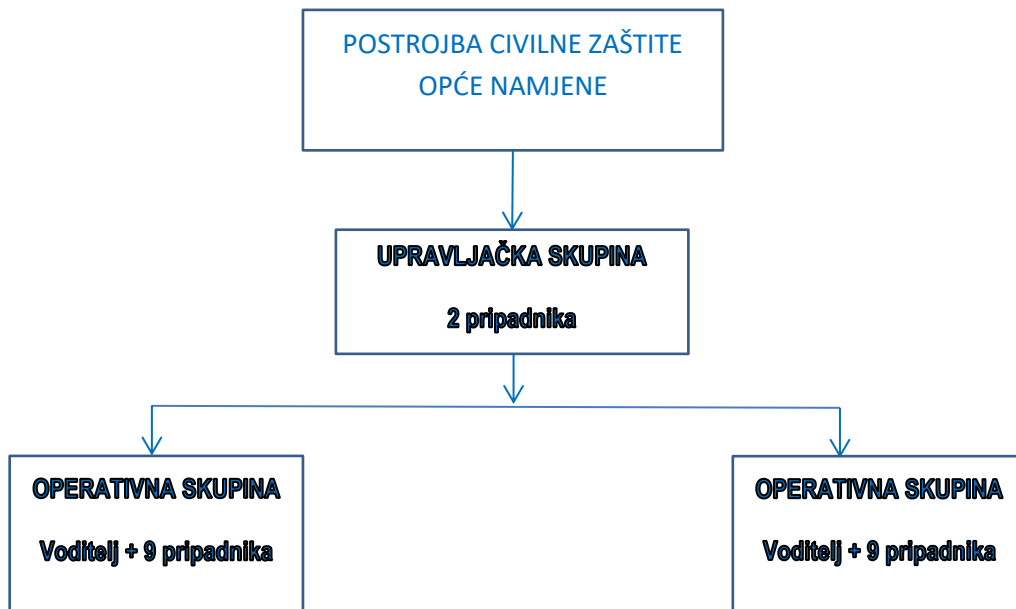 POSTROJBA CIVILNE ZAŠTITE
OPĆE NAMJENE
UPRAVLJAČKA SKUPINA
2 pripadnika
OPERATIVNA SKUPINA
Voditelj + 9 pripadnika
OPERATIVNA SKUPINA
Voditelj + 9 pripadnika